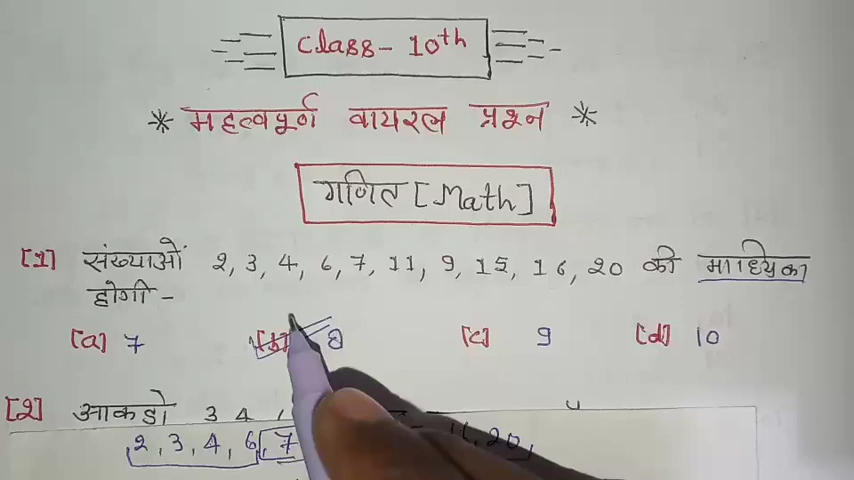 Class- 10th
* महत्वपूर्ण वायरल प्रश्न *
गणित [Math]
[1] संख्याओं 2, 3, 4, 6, 7, 11, 9, 15, 16, 20 की माध्यिका
होगी -
[a] 7 [b] 8 [c] 9 [d] 10
[2] आकडो 3 4
2, 3, 4, 6, 7 20,